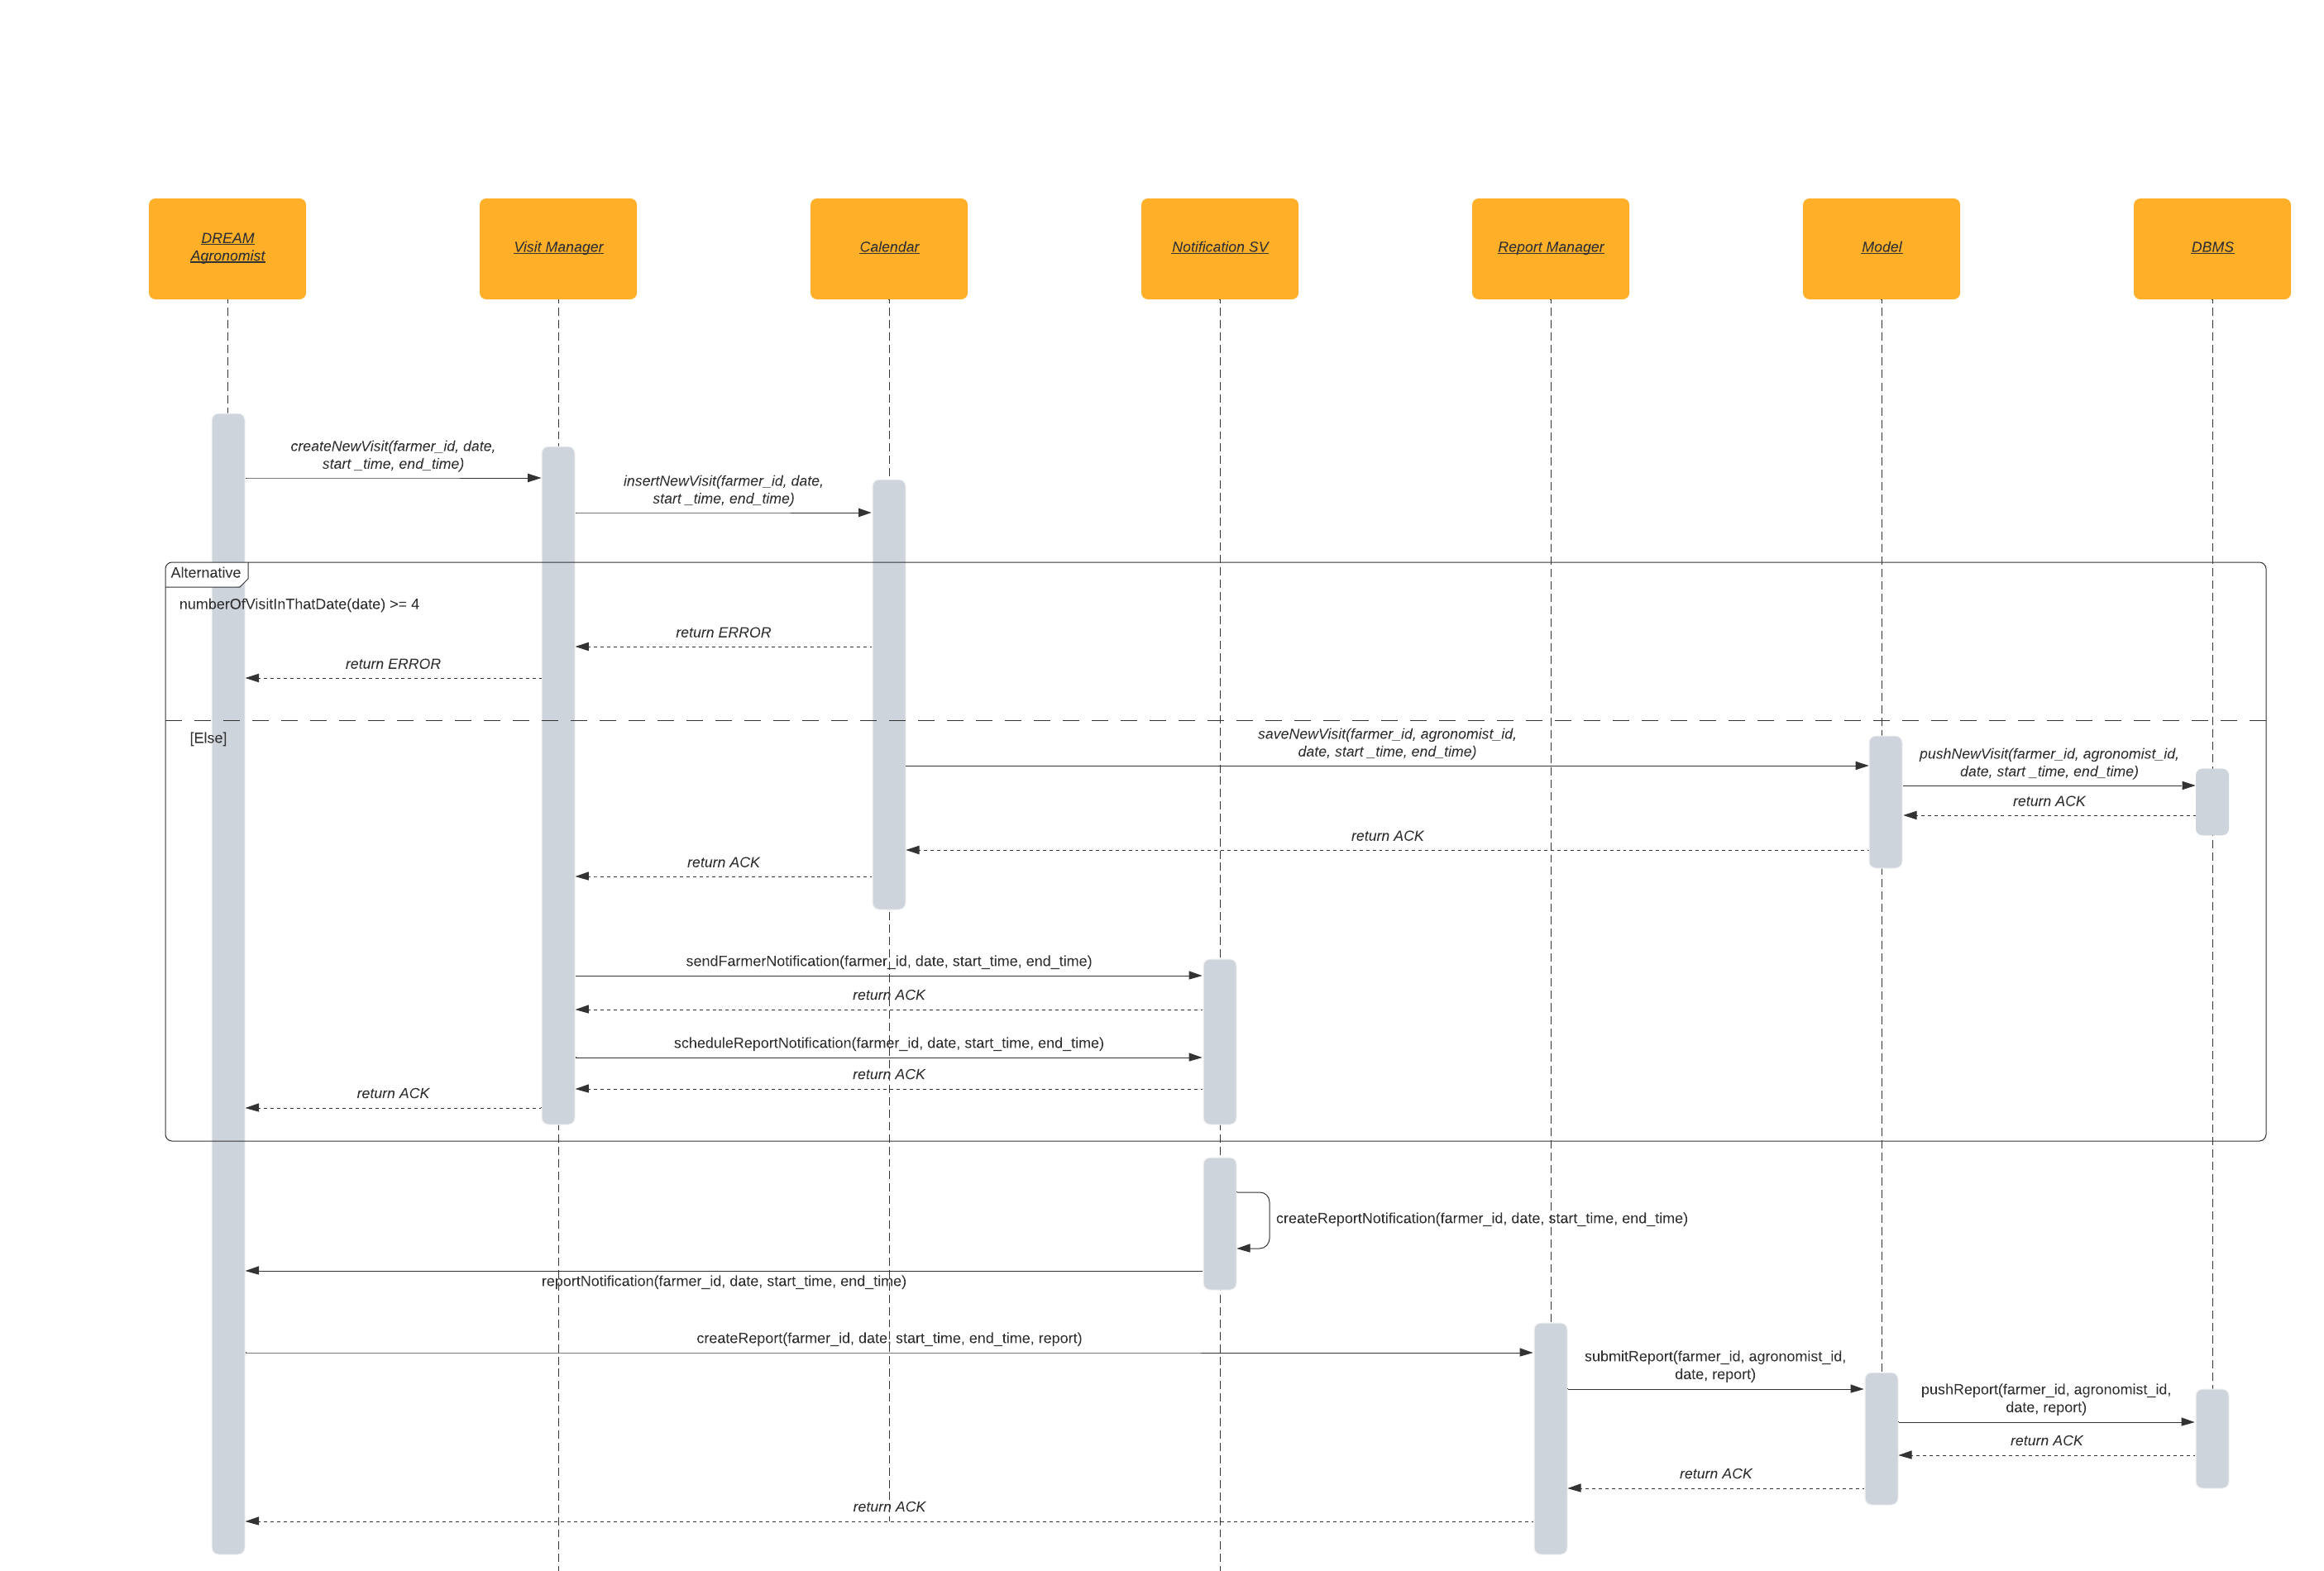 DREAM
Agronomist
Visit Manager
Calendar
Notification SV
Report Manager
Model
DBMS
createNewVisit(farmer_id, date,
start _time, end_time)
insertNewVisit(farmer_id, date,
start _time, end_time)
Alternative
numberOfVisitInThatDate(date) >= 4
return ERROR
return ERROR
[Else]
saveNewVisit(farmer_id, agronomist_id,
date, start _time, end_time)
pushNewVisit(farmer_id, agronomist_id,
date, start _time, end_time)
return ACK
return ACK
return ACK
sendFarmerNotification(farmer_id, date, start_time, end_time)
return ACK
scheduleReportNotification(farmer_id, date, start_time, end_time)
return ACK
return ACK
createReportNotification(farmer_id, date, start_time, end_time)
reportNotification(farmer_id, date, start_time, end_time)
createReport(farmer_id, date, start_time, end_time, report)
submitReport(farmer_id, agronomist_id,
date, report)
pushReport(farmer_id, agronomist_id,
date, report)
return ACK
return ACK
return ACK